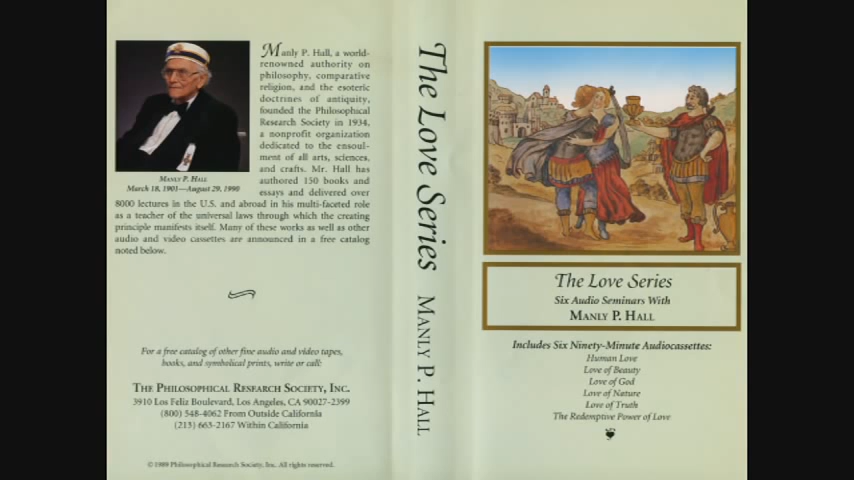 Manly P. Hall, a world-
renowned authority on
philosophy, comparative
religion, and the esoteric
doctrines of antiquity,
founded the Philosophical
Research Society in 1934,
a nonprofit organization
dedicated to the ensoul-
ment of all arts, sciences,
and crafts. Mr. Hall has
authored 150 books and
essays and delivered over
8000 lectures in the U.S. and abroad in his multi-faceted role
as a teacher of the universal laws through which the creating
principle manifests itself. Many of these works as well as other
audio and video cassettes are announced in a free catalog
noted below.
MANLY P. HALL
March 18, 1901—August 29, 1990
For a free catalog of other fine audio and video tapes,
books, and symbolical prints, write or call:
THE PHILOSOPHICAL RESEARCH SOCIETY, INC.
3910 Los Feliz Boulevard, Los Angeles, CA 90027-2399
(800) 548-4062 From Outside California
(213) 663-2167 Within California
© 1989 Philosophical Research Society, Inc. All rights reserved.
The Love Series MANLY P. HALL
The Love Series
Six Audio Seminars With
MANLY P. HALL
Includes Six Ninety-Minute Audiocassettes:
Human Love
Love of Beauty
Love of God
Love of Nature
Love of Truth
The Redemptive Power of Love